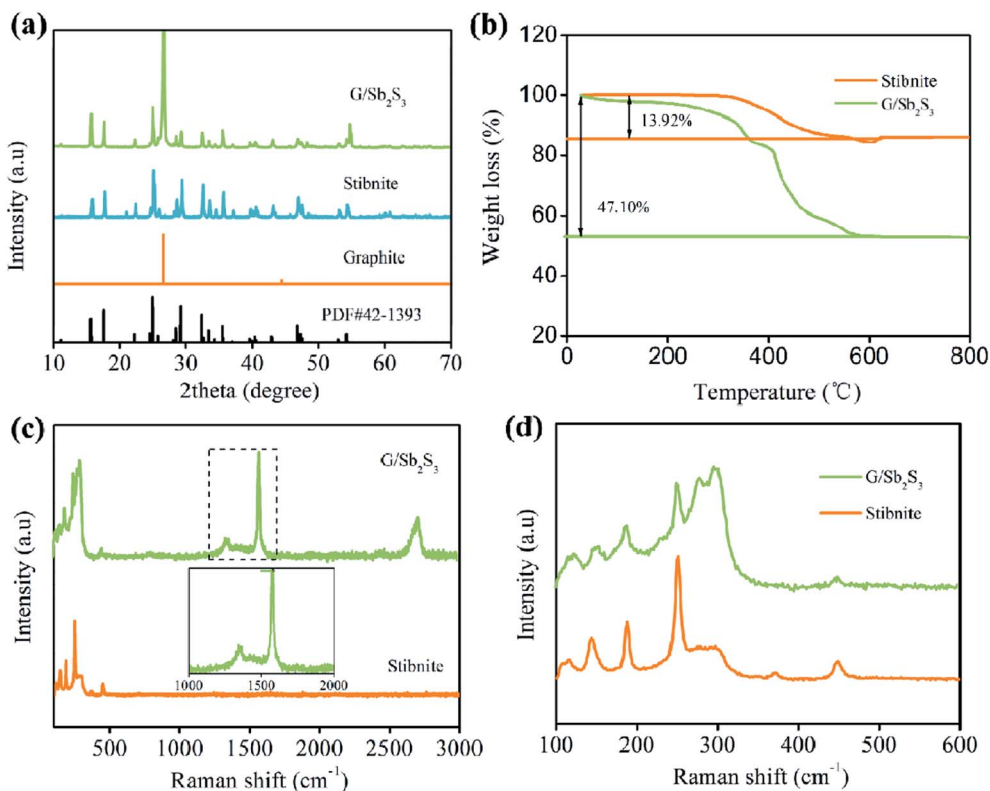 (a)
G/Sb₂S₃
Stibnite
Graphite
PDF#42-1393
Intensity (a.u)
10 20 30 40 50 60 70
2theta (degree)
(b)
120
100
80
60
40
20
Weight loss (%)
Stibnite
G/Sb₂S₃
13.92%
47.10%
0 200 400 600 800
Temperature (℃)
(c)
G/Sb₂S₃
Stibnite
Intensity (a.u)
1000 1500 2000
500 1000 1500 2000 2500 3000
Raman shift (cm⁻¹)
(d)
G/Sb₂S₃
Stibnite
Intensity (a.u)
100 200 300 400 500 600
Raman shift (cm⁻¹)